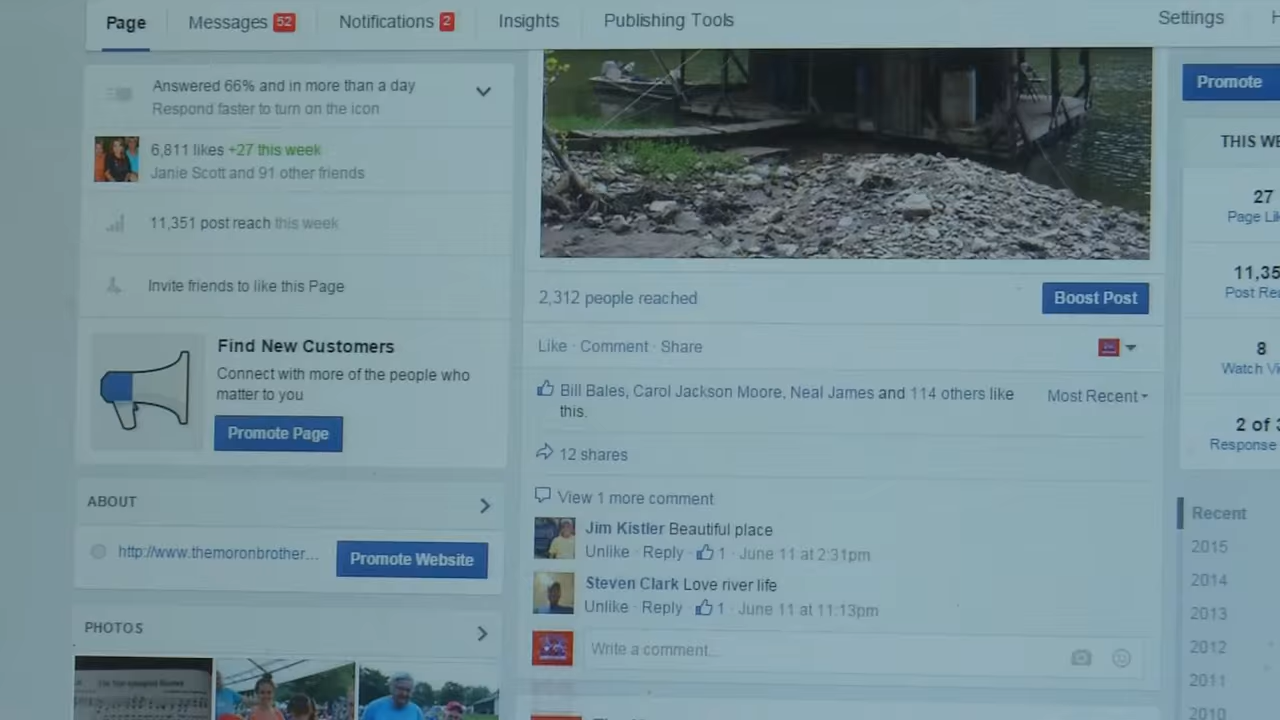 Page
Messages 52
Notifications 2
Insights
Publishing Tools
Settings
Answered 66% and in more than a day
Respond faster to turn on the icon
6,811 likes +27 this week
Janie Scott and 91 other friends
11,351 post reach this week
Invite friends to like this Page
Find New Customers
Connect with more of the people who
matter to you
Promote Page
ABOUT
http://www.themoronbrother...
Promote Website
PHOTOS
2,312 people reached
Boost Post
Like · Comment · Share
Bill Bales, Carol Jackson Moore, Neal James and 114 others like
this.
Most Recent
12 shares
View 1 more comment
Jim Kistler Beautiful place
Unlike · Reply · 1 · June 11 at 2:31pm
Steven Clark Love river life
Unlike · Reply · 1 · June 11 at 11:13pm
Write a comment...
Promote
THIS WE
27
Page Li
11,35
Post Rea
8
Watch Vi
2 of 3
Response
Recent
2015
2014
2013
2012
2011
2010